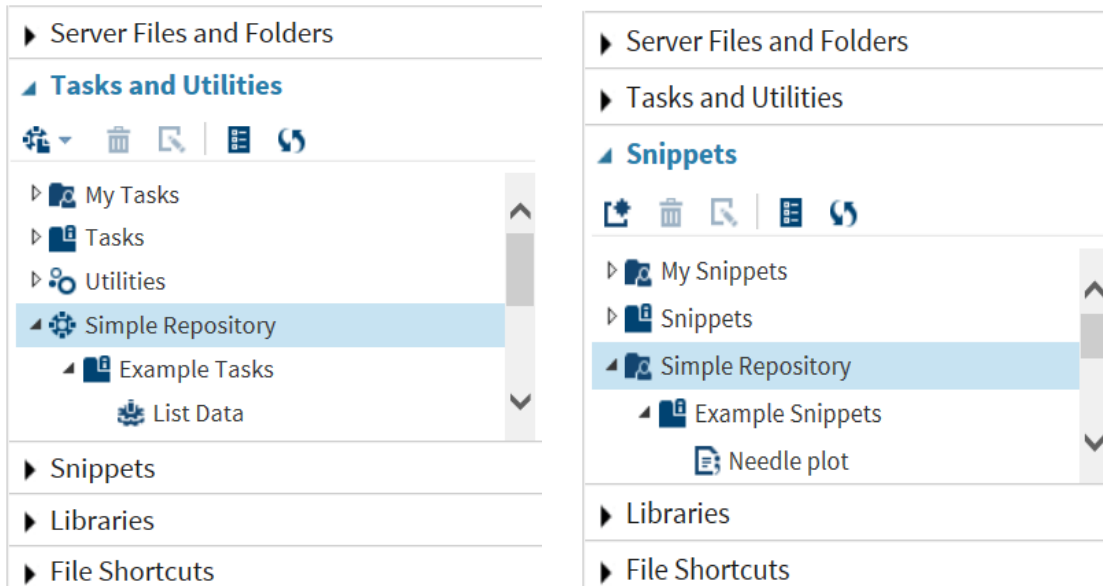 Server Files and Folders
Tasks and Utilities
My Tasks
Tasks
Utilities
Simple Repository
Example Tasks
List Data
Snippets
Libraries
File Shortcuts
Server Files and Folders
Tasks and Utilities
Snippets
My Snippets
Snippets
Simple Repository
Example Snippets
Needle plot
Libraries
File Shortcuts